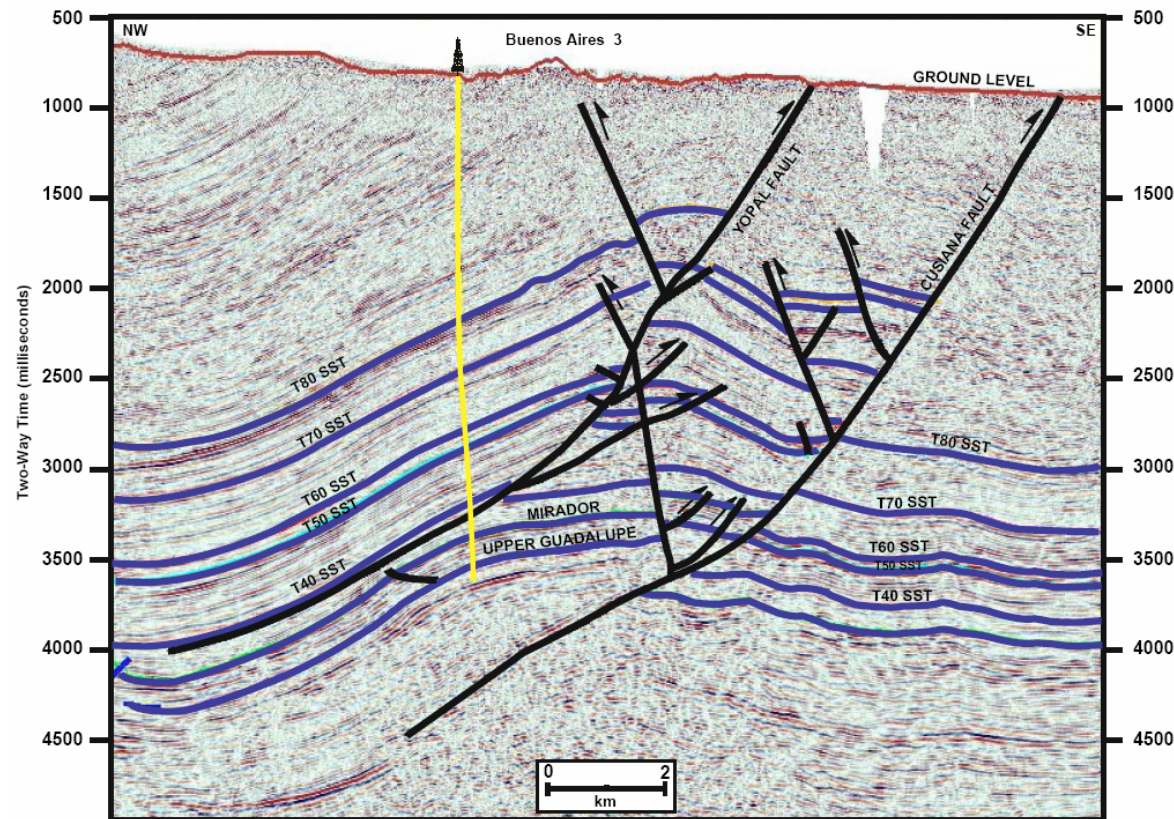 500
500
NW
SE
Buenos Aires 3
GROUND LEVEL
1000
1000
1500
1500
YOPAL FAULT
CUSIANA FAULT
2000
2000
Two-Way Time (milliseconds)
T80 SST
2500
2500
T70 SST
T80 SST
3000
3000
T60 SST
T70 SST
T50 SST
MIRADOR
3500
3500
UPPER GUADALUPE
T60 SST
T50 SST
T40 SST
T40 SST
4000
4000
4500
4500
0
2
km